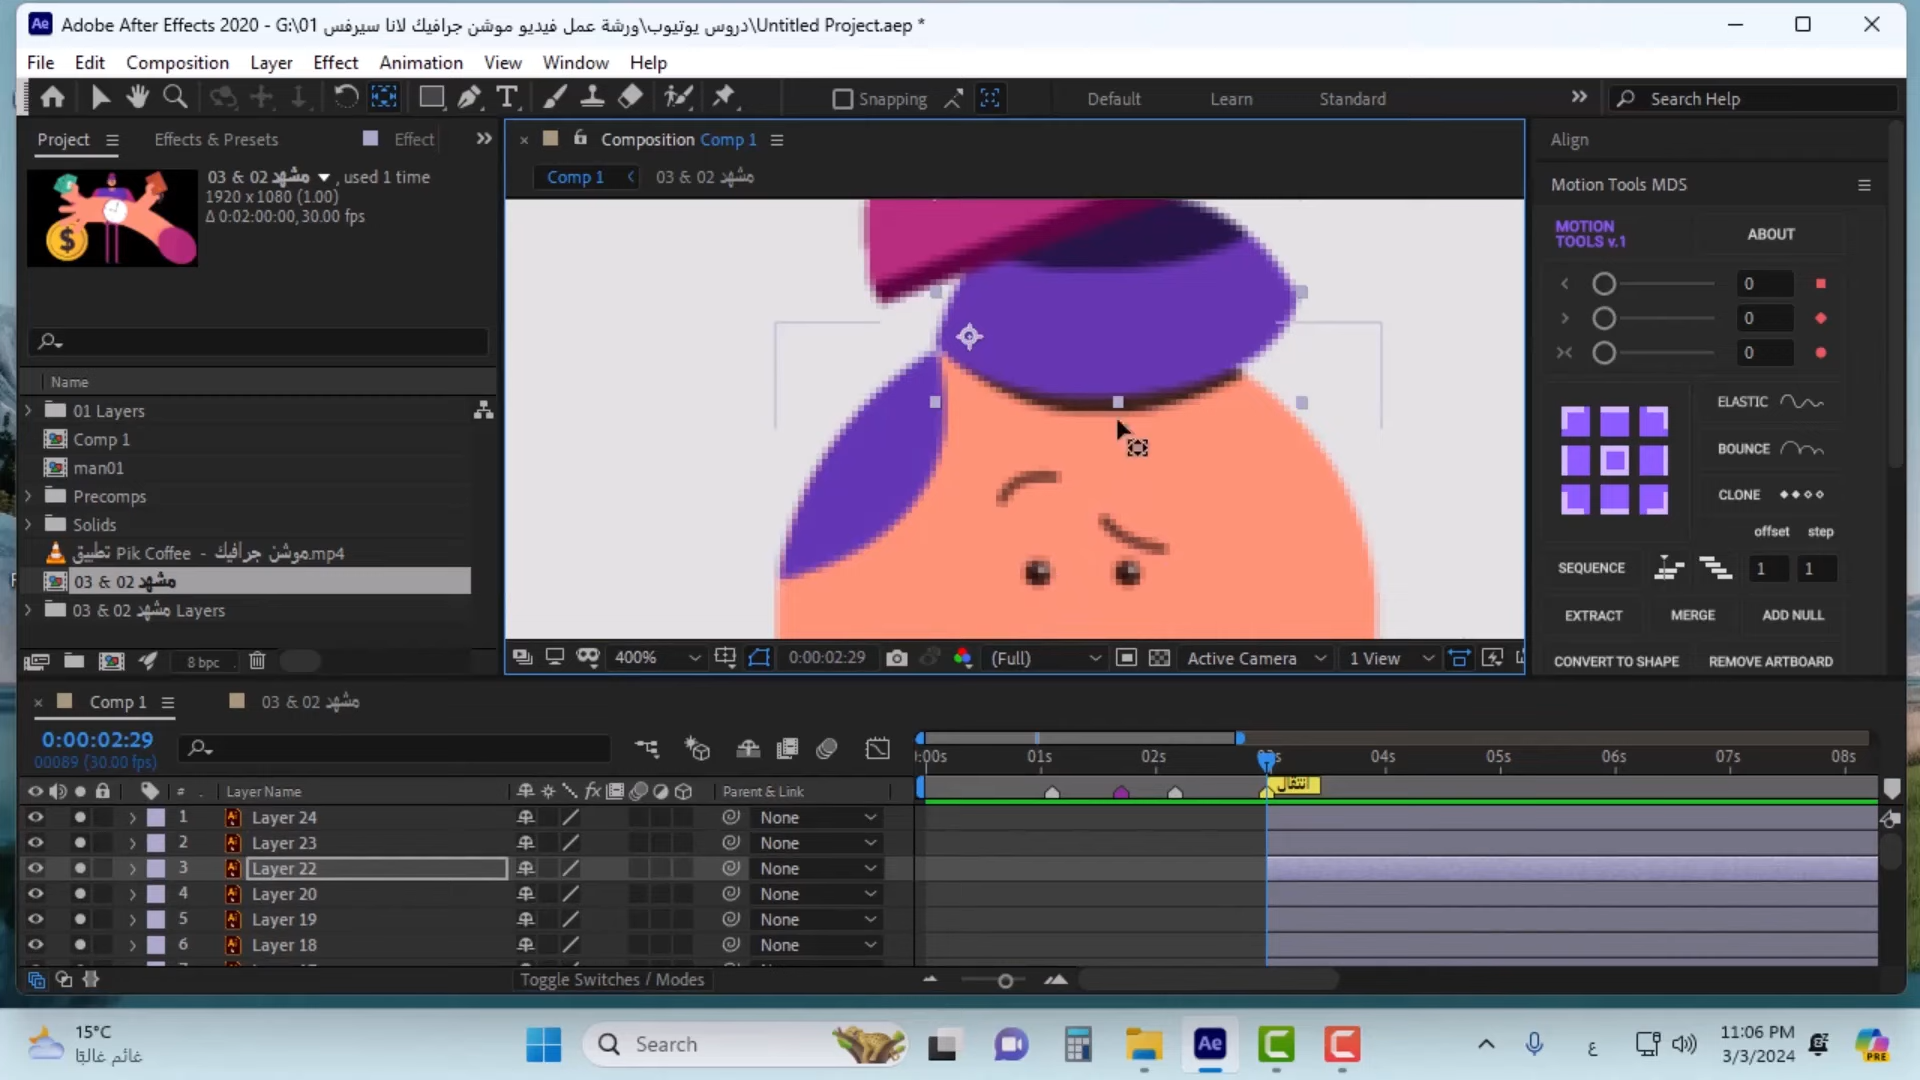 Adobe After Effects 2020 - G:\01 دروس يوتيوب\ورشة عمل فيديو موشن جرافيك لانا سيرفس\Untitled Project.aep *
File Edit Composition Layer Effect Animation View Window Help
Snapping Default Learn Standard Search Help
Project Effects & Presets Effect
Composition Comp 1
Align
Comp 1 مشهد 02 & 03
مشهد 02 & 03 , used 1 time
1920 x 1080 (1.00)
Δ 0:02:00:00, 30.00 fps
Motion Tools MDS
MOTION TOOLS v.1 ABOUT
0
0
0
Name
01 Layers
Comp 1
man01
Precomps
Solids
تطبيق Pik Coffee - موشن جرافيك.mp4
مشهد 02 & 03
مشهد 02 & 03 Layers
ELASTIC
BOUNCE
CLONE
offset step
SEQUENCE 1 1
EXTRACT MERGE ADD NULL
CONVERT TO SHAPE REMOVE ARTBOARD
8 bpc
400% 0:00:02:29 (Full) Active Camera 1 View
Comp 1 مشهد 02 & 03
0:00:02:29
00089 (30.00 fps)
:00s 01s 02s 03s 04s 05s 06s 07s 08s
انتقال
# Layer Name Parent & Link
1 Layer 24 None
2 Layer 23 None
3 Layer 22 None
4 Layer 20 None
5 Layer 19 None
6 Layer 18 None
Toggle Switches / Modes
15°C
غائم غالبًا
Search
Ae
ع
11:06 PM
3/3/2024
PRE